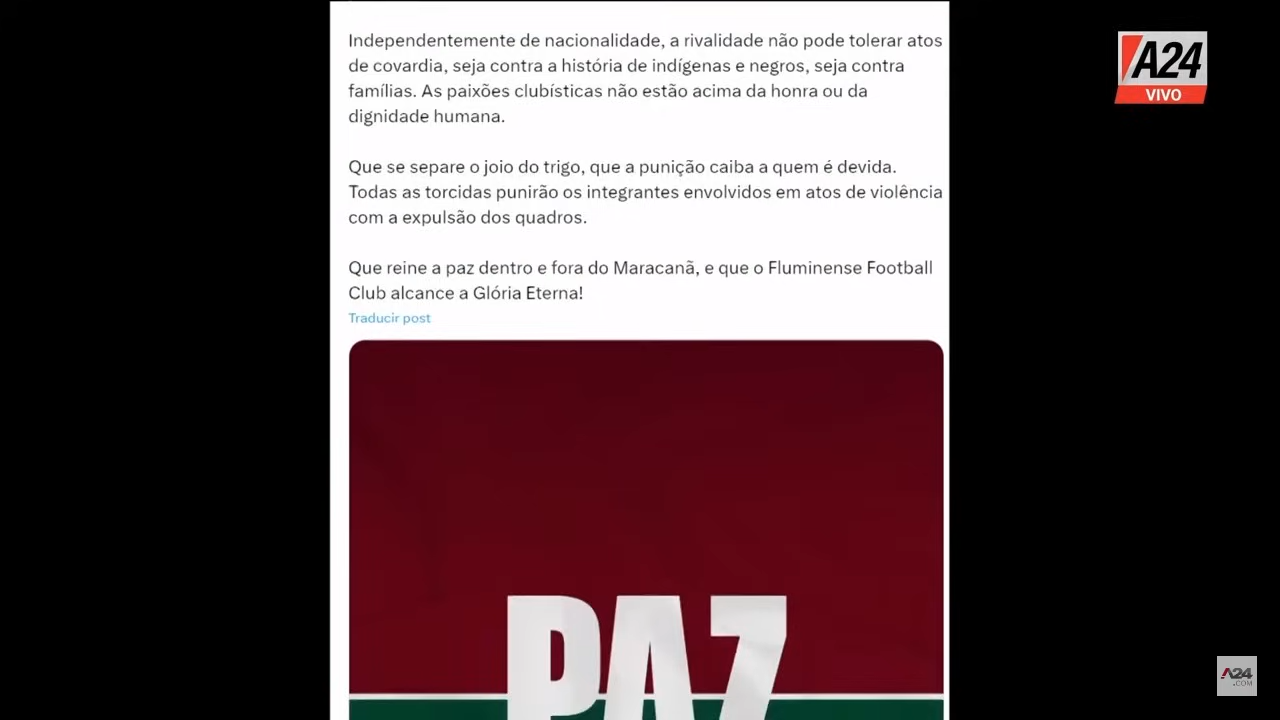 Independentemente de nacionalidade, a rivalidade não pode tolerar atos
de covardia, seja contra a história de indígenas e negros, seja contra
famílias. As paixões clubísticas não estão acima da honra ou da
dignidade humana.
Que se separe o joio do trigo, que a punição caiba a quem é devida.
Todas as torcidas punirão os integrantes envolvidos em atos de violência
com a expulsão dos quadros.
Que reine a paz dentro e fora do Maracanã, e que o Fluminense Football
Club alcance a Glória Eterna!
Traducir post
PAZ
A24
VIVO
A24
.COM